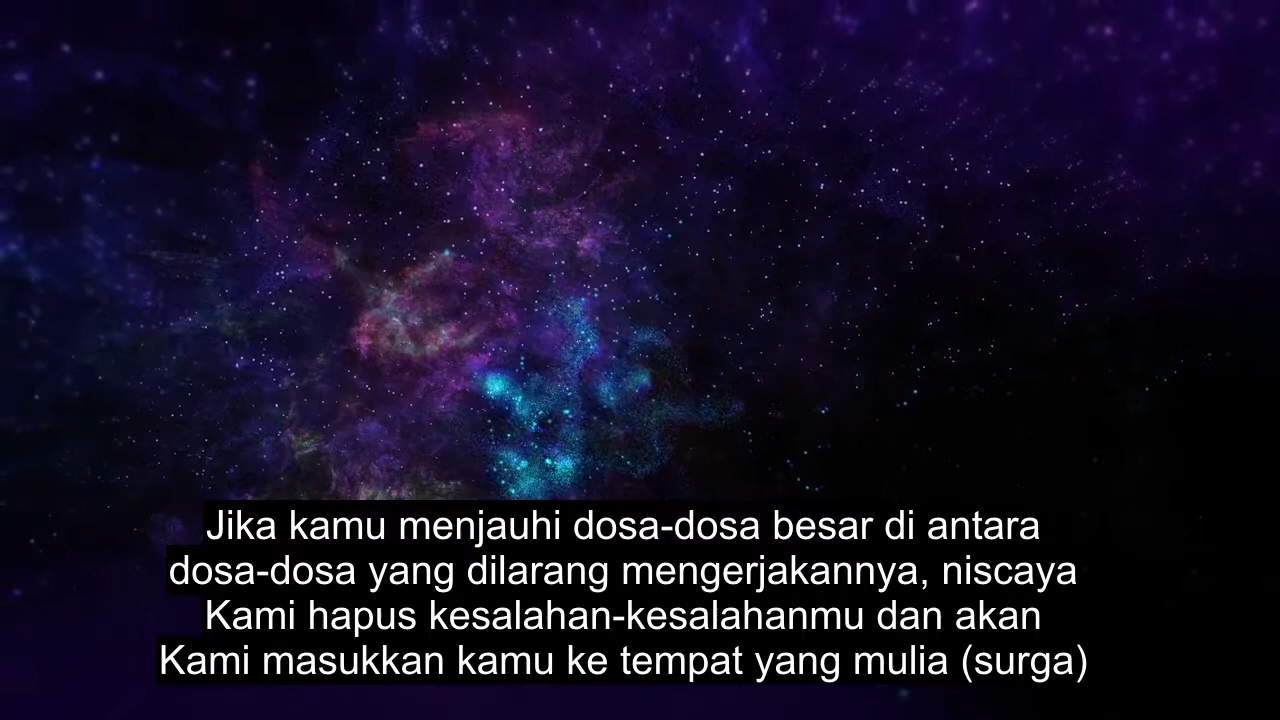 Jika kamu menjauhi dosa-dosa besar di antara
dosa-dosa yang dilarang mengerjakannya, niscaya
Kami hapus kesalahan-kesalahanmu dan akan
Kami masukkan kamu ke tempat yang mulia (surga)